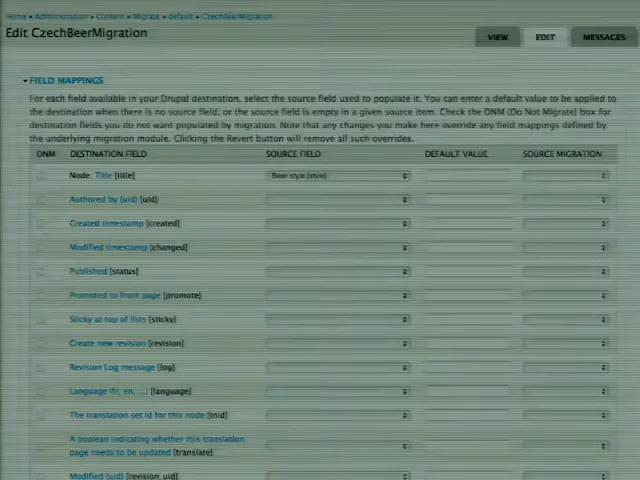 Home » Administration » Content » Migrate » default » CzechBeerMigration
Edit CzechBeerMigration
VIEW EDIT MESSAGES
FIELD MAPPINGS
For each field available in your Drupal destination, select the source field used to populate it. You can enter a default value to be applied to
the destination when there is no source field, or the source field is empty in a given source item. Check the DNM (Do Not Migrate) box for
destination fields you do not want populated by migration. Note that any changes you make here override any field mappings defined by
the underlying migration module. Clicking the Revert button will remove all such overrides.
DNM DESTINATION FIELD SOURCE FIELD DEFAULT VALUE SOURCE MIGRATION
Node: Title [title] Beer style [style]
Authored by (uid) [uid]
Created timestamp [created]
Modified timestamp [changed]
Published [status]
Promoted to front page [promote]
Sticky at top of lists [sticky]
Create new revision [revision]
Revision Log message [log]
Language (fr, en, ...) [language]
The translation set id for this node [tnid]
A boolean indicating whether this translation
page needs to be updated [translate]
Modified (uid) [revision_uid]